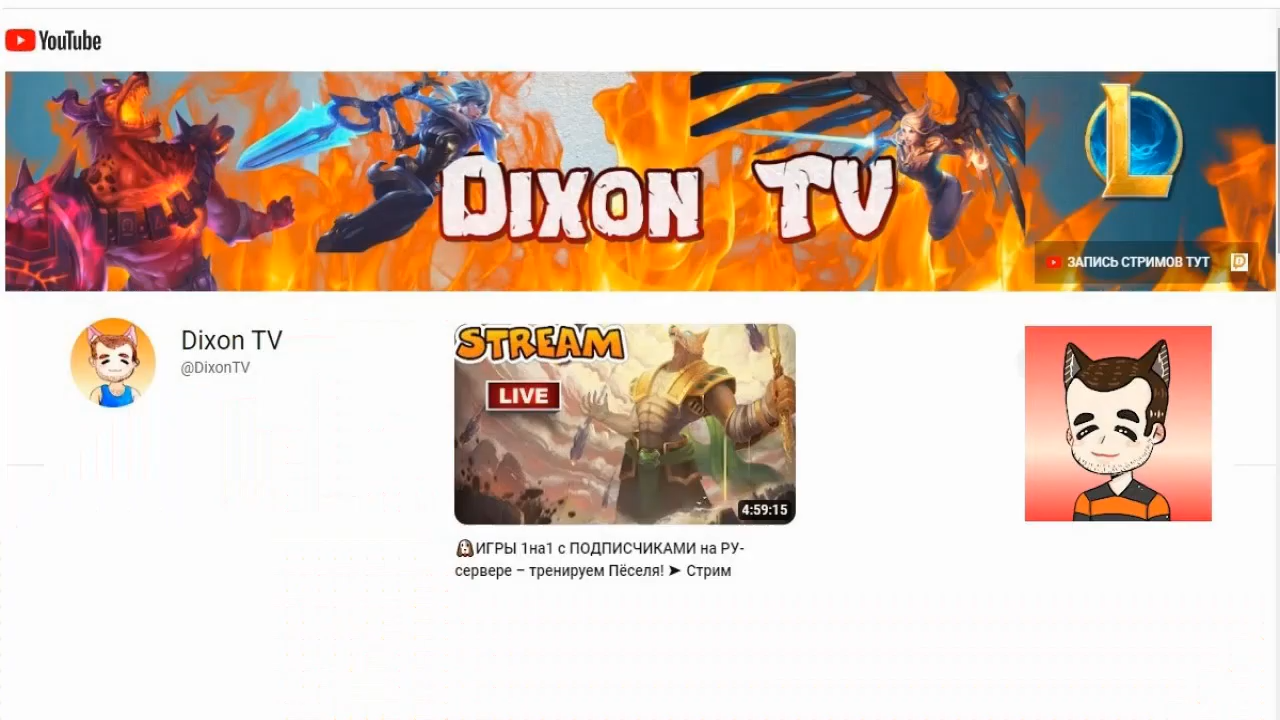 YouTube
DIXON TV
ЗАПИСЬ СТРИМОВ ТУТ
Dixon TV
@DixonTV
STREAM
LIVE
4:59:15
ИГРЫ 1на1 с ПОДПИСЧИКАМИ на РУ-
сервере – тренируем Пёселя! ➤ Стрим